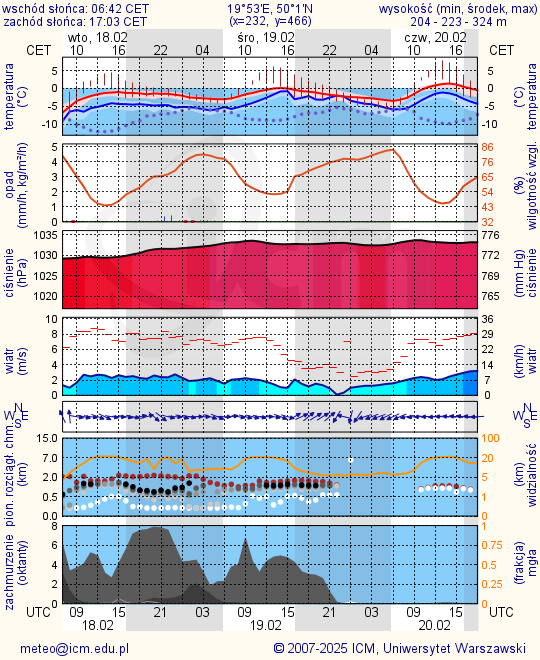 wschód słońca: 06:42 CET 19°53'E, 50°1'N wysokość (min, środek, max)
zachód słońca: 17:03 CET (x=232, y=466) 204 - 223 - 324 m
wto, 18.02 śro, 19.02 czw, 20.02
CET 10 16 22 04 10 16 22 04 10 16 CET
temperatura
(°C)
5
0
-5
-10
5
0
-5
-10
(°C)
temperatura
opad
(mm/h, kg/m²/h)
5
4
3
2
1
0
86
76
65
54
43
32
(%)
wilgotność wzgl.
ciśnienie
(hPa)
1035
1030
1025
1020
776
772
769
765
(mm Hg)
ciśnienie
wiatr
(m/s)
10
8
6
4
2
0
36
29
22
14
7
0
(km/h)
wiatr
N
W E
S
N
W E
S
pion. rozciągł. chm.
(km)
15.0
7.0
2.0
0.5
0.0
100
20
5
1
0
(km)
widzialność
zachmurzenie
(oktanty)
8
6
4
2
0
1
0.75
0.5
0.25
0
(frakcja)
mgła
UTC 09 15 21 03 09 15 21 03 09 15 UTC
18.02 19.02 20.02
meteo@icm.edu.pl © 2007-2025 ICM, Uniwersytet Warszawski